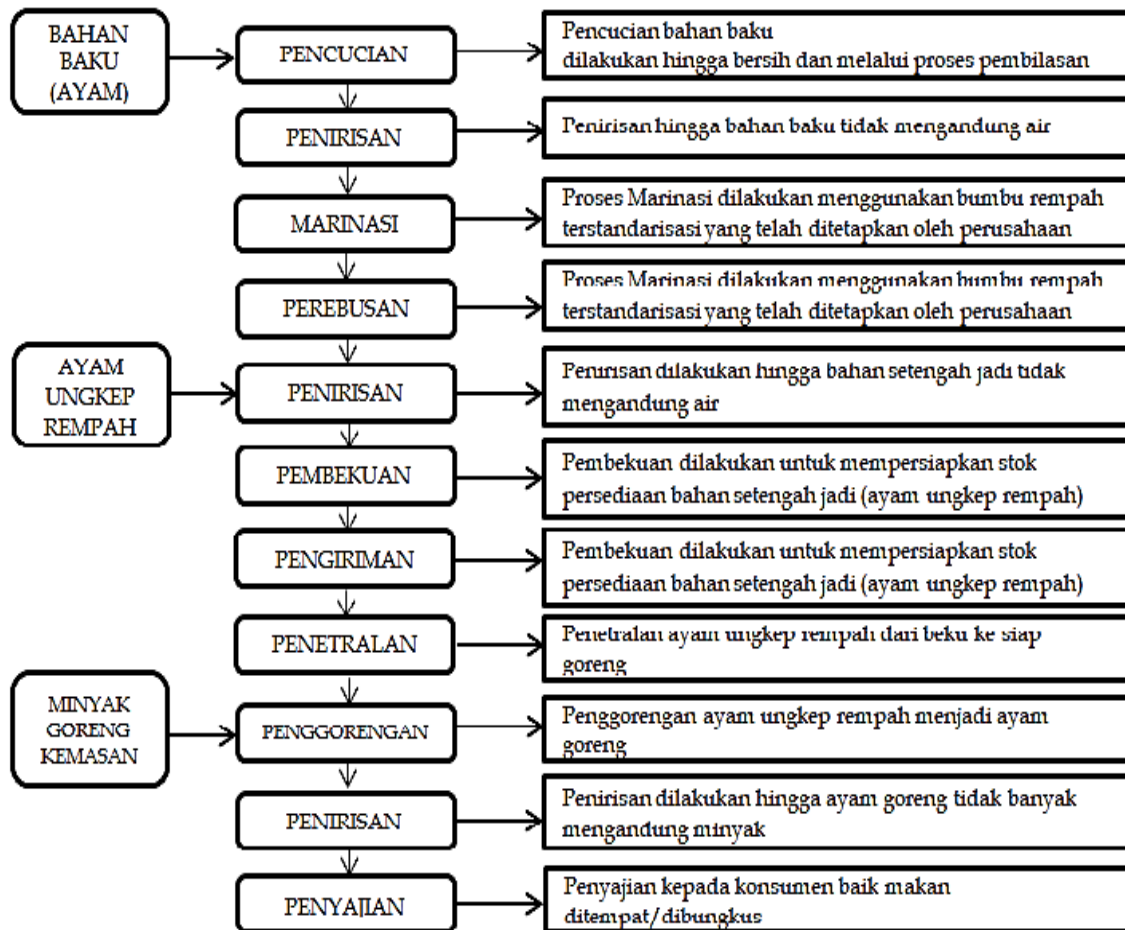 BAHAN
BAKU
(AYAM)
PENCUCIAN
Pencucian bahan baku
dilakukan hingga bersih dan melalui proses pembilasan
PENIRISAN
Penirisan hingga bahan baku tidak mengandung air
MARINASI
Proses Marinasi dilakukan menggunakan bumbu rempah
terstandarisasi yang telah ditetapkan oleh perusahaan
PEREBUSAN
Proses Marinasi dilakukan menggunakan bumbu rempah
terstandarisasi yang telah ditetapkan oleh perusahaan
AYAM
UNGKEP
REMPAH
PENIRISAN
Penirisan dilakukan hingga bahan setengah jadi tidak
mengandung air
PEMBEKUAN
Pembekuan dilakukan untuk mempersiapkan stok
persediaan bahan setengah jadi (ayam ungkep rempah)
PENGIRIMAN
Pembekuan dilakukan untuk mempersiapkan stok
persediaan bahan setengah jadi (ayam ungkep rempah)
PENETRALAN
Penetralan ayam ungkep rempah dari beku ke siap
goreng
MINYAK
GORENG
KEMASAN
PENGGORENGAN
Penggorengan ayam ungkep rempah menjadi ayam
goreng
PENIRISAN
Penirisan dilakukan hingga ayam goreng tidak banyak
mengandung minyak
PENYAJIAN
Penyajian kepada konsumen baik makan
ditempat/dibungkus